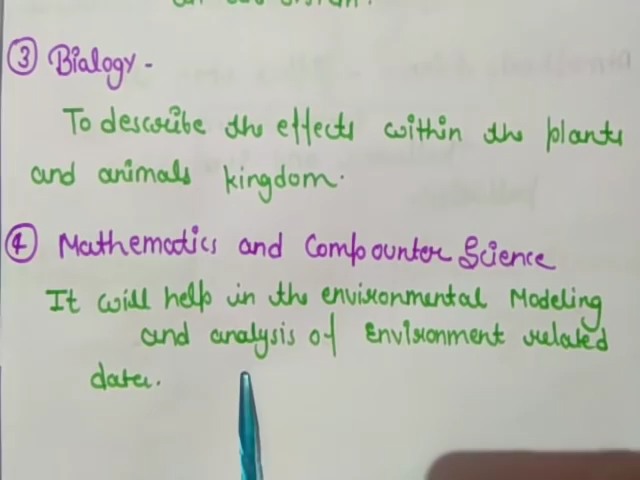 ③ Bialogy -
To describe the effects within the plants
and animals kingdom.
④ Mathematics and Compounter Science
It will help in the environmental Modeling
and analysis of Environment related
data.